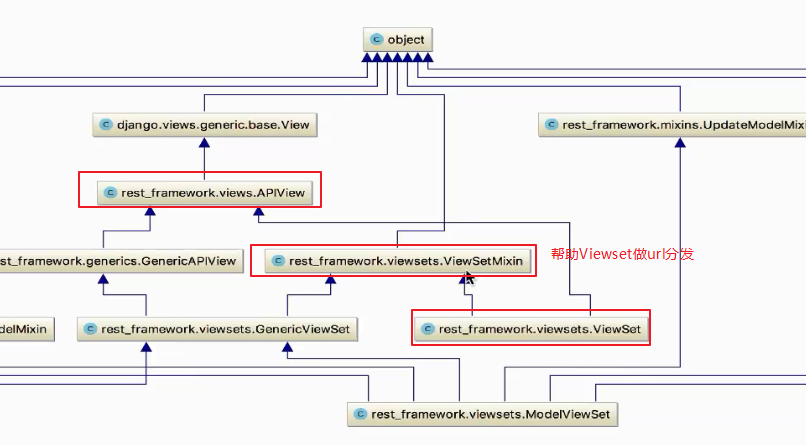 object
django.views.generic.base.View
rest_framework.mixins.UpdateModelMixi
rest_framework.views.APIView
st_framework.generics.GenericAPIView
rest_framework.viewsets.ViewSetMixin
帮助Viewset做url分发
delMixin
rest_framework.viewsets.GenericViewSet
rest_framework.viewsets.ViewSet
rest_framework.viewsets.ModelViewSet